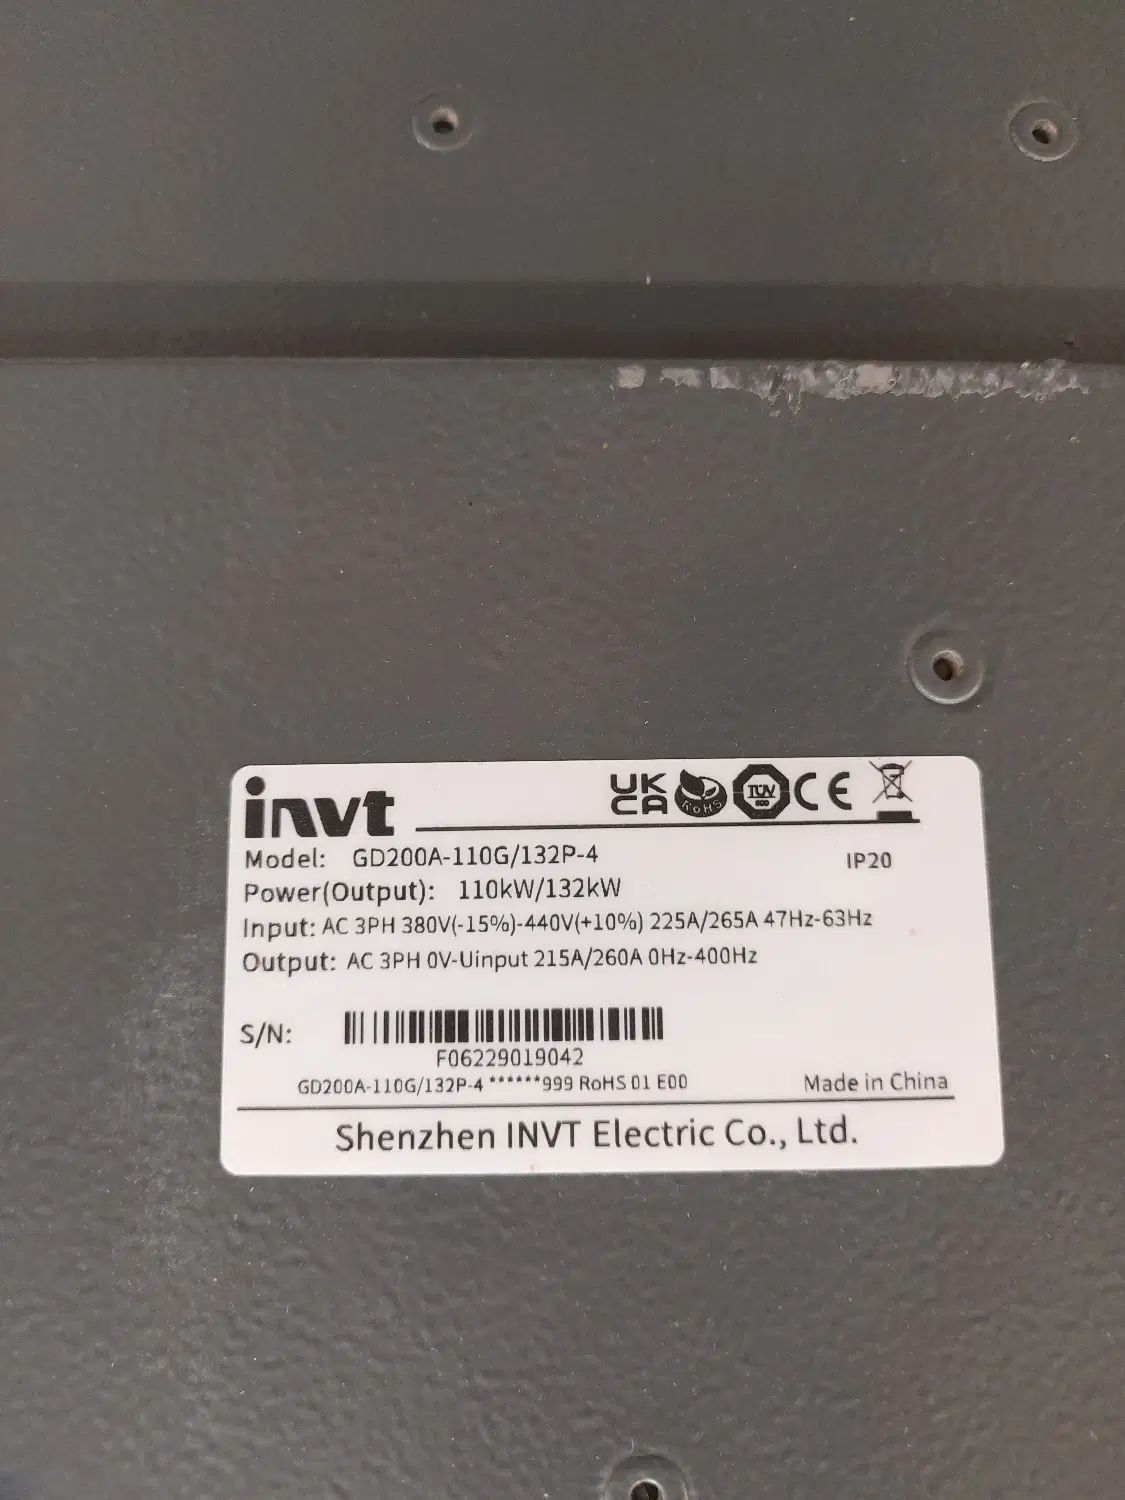 invt
UK
CA
RoHS
TÜV
CE
Model: GD200A-110G/132P-4
IP20
Power(Output): 110kW/132kW
Input: AC 3PH 380V(-15%)-440V(+10%) 225A/265A 47Hz-63Hz
Output: AC 3PH 0V-Uinput 215A/260A 0Hz-400Hz
S/N:
F06229019042
GD200A-110G/132P-4 ******999 RoHS 01 E00
Made in China
Shenzhen INVT Electric Co., Ltd.